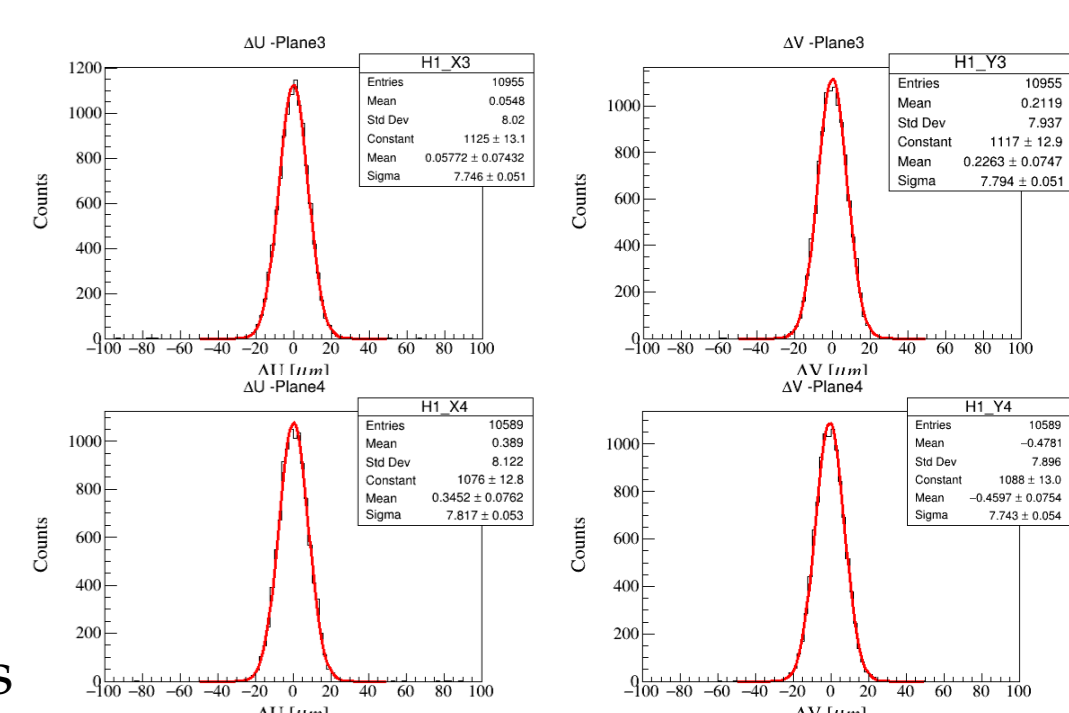 ΔU -Plane3
H1_X3
Entries 10955
Mean 0.0548
Std Dev 8.02
Constant 1125 ± 13.1
Mean 0.05772 ± 0.07432
Sigma 7.746 ± 0.051
Counts
1200
1000
800
600
400
200
0
−100 −80 −60 −40 −20 0 20 40 60 80 100
ΔU [μm]
ΔV -Plane3
H1_Y3
Entries 10955
Mean 0.2119
Std Dev 7.937
Constant 1117 ± 12.9
Mean 0.2263 ± 0.0747
Sigma 7.794 ± 0.051
Counts
1000
800
600
400
200
0
−100 −80 −60 −40 −20 0 20 40 60 80 100
ΔV [μm]
ΔU -Plane4
H1_X4
Entries 10589
Mean 0.389
Std Dev 8.122
Constant 1076 ± 12.8
Mean 0.3452 ± 0.0762
Sigma 7.817 ± 0.053
Counts
1000
800
600
400
200
0
−100 −80 −60 −40 −20 0 20 40 60 80 100
ΔU [μm]
ΔV -Plane4
H1_Y4
Entries 10589
Mean −0.4781
Std Dev 7.896
Constant 1088 ± 13.0
Mean −0.4597 ± 0.0754
Sigma 7.743 ± 0.054
Counts
1000
800
600
400
200
0
−100 −80 −60 −40 −20 0 20 40 60 80 100
ΔV [μm]
s